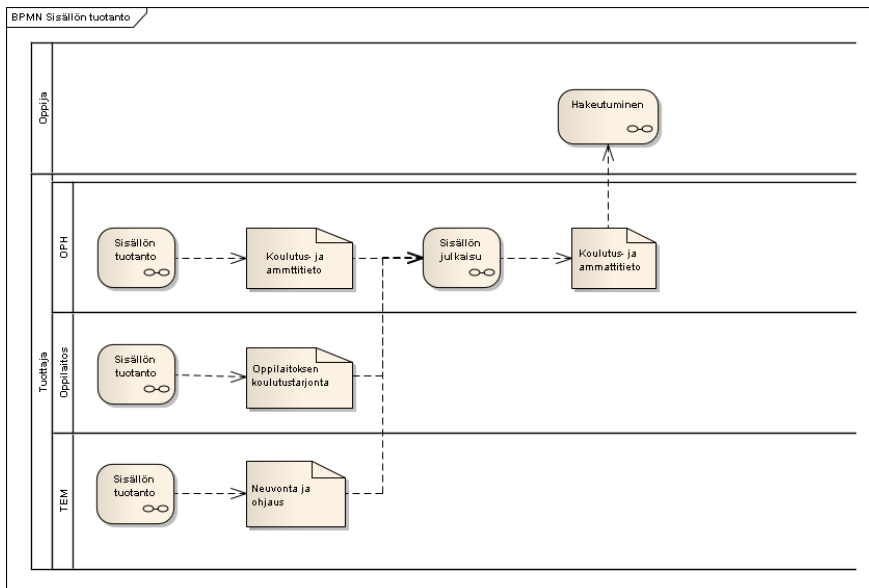 BPMN Sisällön tuotanto
Oppija
Hakeutuminen
Tuottaja
OPH
Sisällön
tuotanto
Koulutus- ja
ammttitieto
Sisällön
julkaisu
Koulutus- ja
ammattitieto
Oppilaitos
Sisällön
tuotanto
Oppilaitoksen
koulutustarjonta
TEM
Sisällön
tuotanto
Neuvonta ja
ohjaus